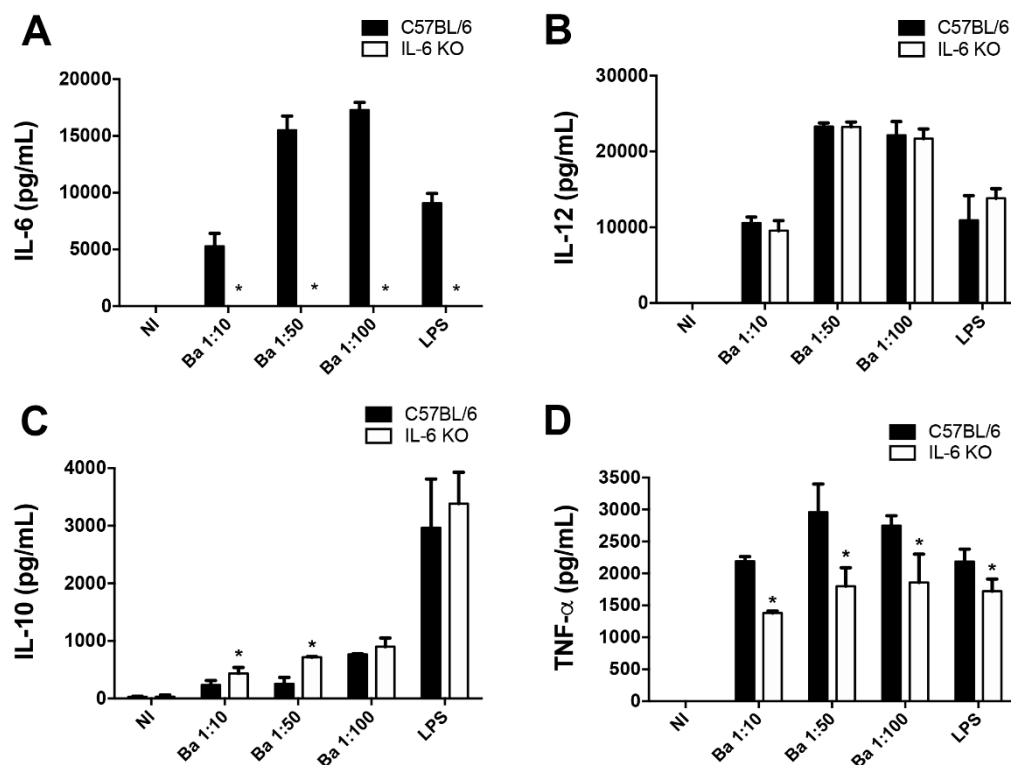 A
C57BL/6
IL-6 KO
IL-6 (pg/mL)
20000
15000
10000
5000
0
*
*
*
*
NI
Ba 1:10
Ba 1:50
Ba 1:100
LPS
B
C57BL/6
IL-6 KO
IL-12 (pg/mL)
30000
20000
10000
0
NI
Ba 1:10
Ba 1:50
Ba 1:100
LPS
C
C57BL/6
IL-6 KO
IL-10 (pg/mL)
4000
3000
2000
1000
0
*
*
NI
Ba 1:10
Ba 1:50
Ba 1:100
LPS
D
C57BL/6
IL-6 KO
TNF-α (pg/mL)
3500
3000
2500
2000
1500
1000
500
0
*
*
*
*
NI
Ba 1:10
Ba 1:50
Ba 1:100
LPS